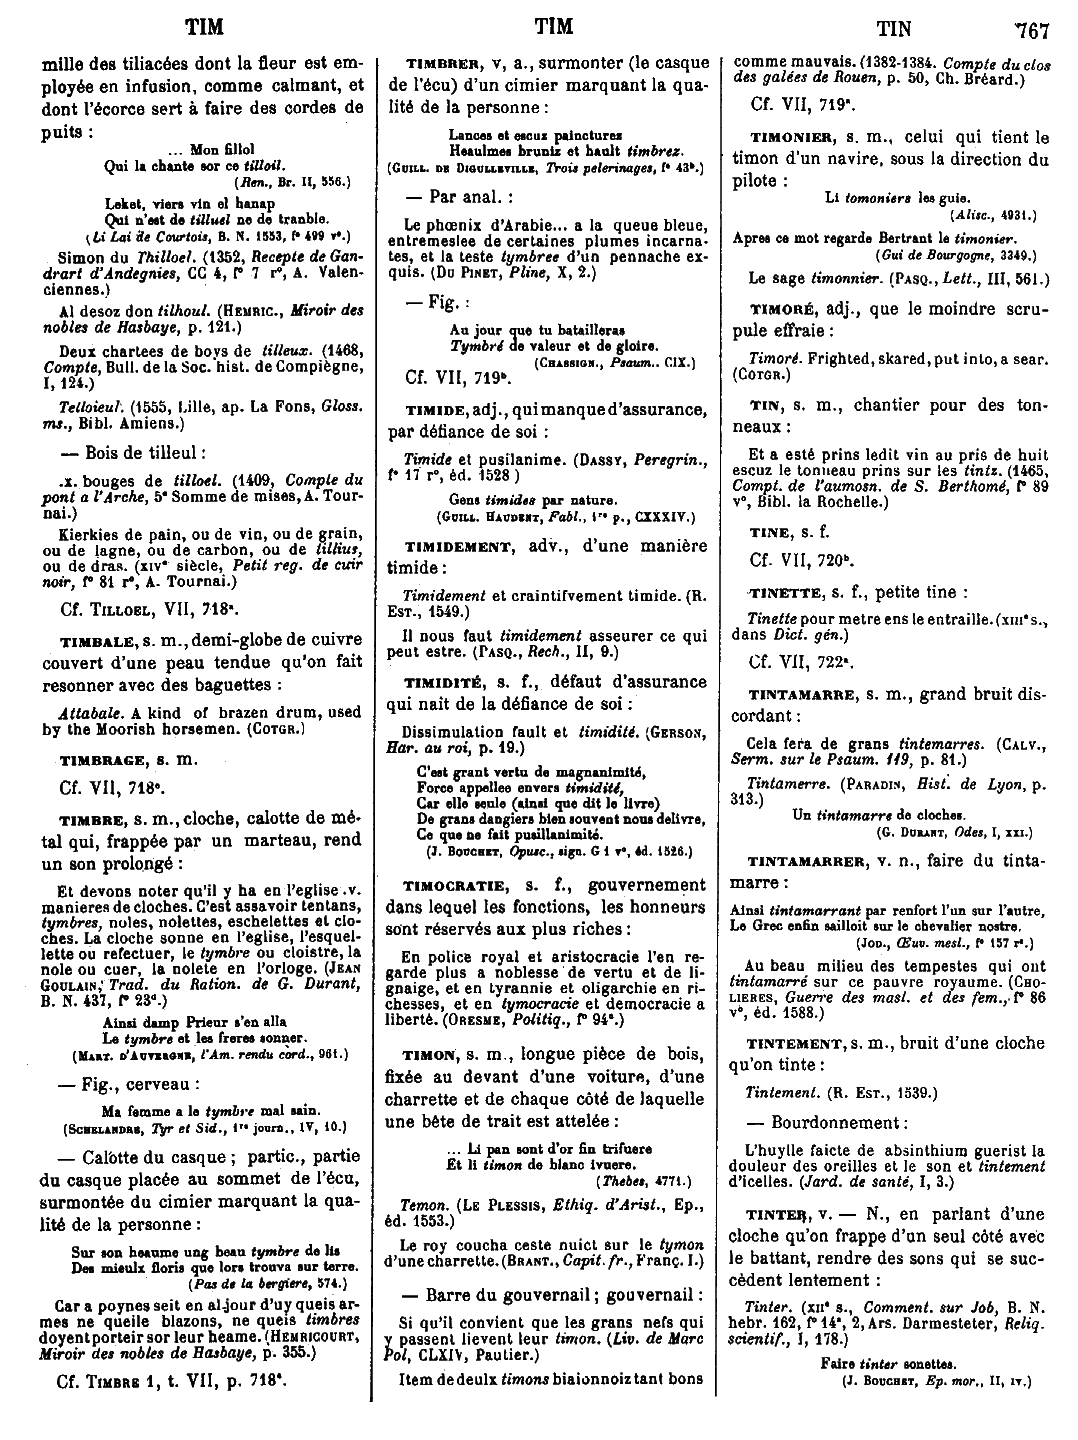 TIM
TIM
TIN
767
mille des tiliacées dont la fleur est em-
ployée en infusion, comme calmant, et
dont l'écorce sert à faire des cordes de
puits :
... Mon fillol
Qui la chante sor ce tilloil.
(Ren., Br. II, 556.)
Leket, viers vin el hanap
Qui n'est de tilluel ne de tranble.
(Li Lai de Courtois, B. N. 1553, f° 499 v°.)
Simon du Thilloel. (1352, Recepte de Gan-
drart d'Andegnies, CC 4, f° 7 r°, A. Valen-
ciennes.)
Al desoz don tilhoul. (HEMRIC., Miroir des
nobles de Hasbaye, p. 121.)
Deux chartees de boys de tilleux. (1468,
Compte, Bull. de la Soc. hist. de Compiègne,
I, 124.)
Telloieul. (1555, Lille, ap. La Fons, Gloss.
ms., Bibl. Amiens.)
— Bois de tilleul :
.x. bouges de tilloel. (1409, Compte du
pont a l'Arche, 5e Somme de mises, A. Tour-
nai.)
Kierkies de pain, ou de vin, ou de grain,
ou de lagne, ou de carbon, ou de tillius,
ou de dras. (XIVe siècle, Petit reg. de cuir
noir, f° 81 r°, A. Tournai.)
Cf. TILLOEL, VII, 718a.
TIMBALE, s. m., demi-globe de cuivre
couvert d'une peau tendue qu'on fait
resonner avec des baguettes :
Attabale. A kind of brazen drum, used
by the Moorish horsemen. (COTGR.)
TIMBRAGE, s. m.
Cf. VII, 718c.
TIMBRE, s. m., cloche, calotte de mé-
tal qui, frappée par un marteau, rend
un son prolongé :
Et devons noter qu'il y ha en l'eglise .v.
manieres de cloches. C'est assavoir tentans,
tymbres, noles, nolettes, eschelettes et clo-
ches. La cloche sonne en l'eglise, l'esquel-
lette ou refectuer, le tymbre ou cloistre, la
nole ou cuer, la nolete en l'orloge. (JEAN
GOULAIN, Trad. du Ration. de G. Durant,
B. N. 437, f° 23d.)
Ainsi damp Prieur s'en alla
Le tymbre et les freres sonner.
(MART. D'AUVERGNE, l'Am. rendu cord., 961.)
— Fig., cerveau :
Ma femme a le tymbre mal sain.
(SCHELANDRE, Tyr et Sid., 1re journ., IV, 10.)
— Calotte du casque ; partic., partie
du casque placée au sommet de l'écu,
surmontée du cimier marquant la qua-
lité de la personne :
Sur son heaume ung beau tymbre de lis
Des mieulx floris que lors trouva sur terre.
(Pas de la bergiere, 574.)
Car a poynes seit en al jour d'uy queis ar-
mes ne queile blazons, ne queis timbres
doyent porteir sor leur heame. (HEMRICOURT,
Miroir des nobles de Hasbaye, p. 355.)
Cf. TIMBRE 1, t. VII, p. 718c.
TIMBRER, v, a., surmonter (le casque
de l'écu) d'un cimier marquant la qua-
lité de la personne :
Lances et escuz painctures
Heaulmes bruniz et hault timbrez.
(GUILL. DE DIGULLEVILLE, Trois pelerinages, f° 43b.)
— Par anal. :
Le phœnix d'Arabie... a la queue bleue,
entremeslee de certaines plumes incarna-
tes, et la teste tymbree d'un pennache ex-
quis. (DU PINET, Pline, X, 2.)
— Fig. :
Au jour que tu batailleras
Tymbré de valeur et de gloire.
(CHASSIGN., Psaum.. CIX.)
Cf. VII, 719b.
TIMIDE, adj., qui manque d'assurance,
par défiance de soi :
Timide et pusilanime. (DASSY, Peregrin.,
f° 17 r°, éd. 1528)
Gens timides par nature.
(GUILL. HAUDENT, Fabl., 1re p., CXXXIV.)
TIMIDEMENT, adv., d'une manière
timide :
Timidement et craintifvement timide. (R.
EST., 1549.)
Il nous faut timidement asseurer ce qui
peut estre. (PASQ., Rech., II, 9.)
TIMIDITÉ, s. f., défaut d'assurance
qui nait de la défiance de soi :
Dissimulation fault et timidité. (GERSON,
Har. au roi, p. 19.)
C'est grant vertu de magnanimité,
Force appellee envers timidité,
Car elle seule (ainsi que dit le livre)
De grans dangiers bien souvent nous delivre,
Ce que ne fait pusillanimité.
(J. BOUCHET, Opusc., sign. G 1 v°, éd. 1526.)
TIMOCRATIE, s. f., gouvernement
dans lequel les fonctions, les honneurs
sont réservés aux plus riches :
En police royal et aristocracie l'en re-
garde plus a noblesse de vertu et de li-
gnaige, et en tyrannie et oligarchie en ri-
chesses, et en tymocracie et democracie a
liberté. (ORESME, Politiq., f° 94a.)
TIMON, s. m., longue pièce de bois,
fixée au devant d'une voiture, d'une
charrette et de chaque côté de laquelle
une bête de trait est attelée :
... Li pan sont d'or fin trifuere
Et li timon de blanc ivuere.
(Thebes, 4771.)
Temon. (LE PLESSIS, Ethiq. d'Arist., Ep.,
éd. 1553.)
Le roy coucha ceste nuict sur le tymon
d'une charrette. (BRANT., Capit. fr., Franç. I.)
— Barre du gouvernail ; gouvernail :
Si qu'il convient que les grans nefs qui
y passent lievent leur timon. (Liv. de Marc
Pol, CLXIV, Pautier.)
Item de deulx timons biaionnoiz tant bons
comme mauvais. (1382-1384. Compte du clos
des galées de Rouen, p. 50, Ch. Bréard.)
Cf. VII, 719a.
TIMONIER, s. m., celui qui tient le
timon d'un navire, sous la direction du
pilote :
Li tomoniers les guie.
(Alisc., 4931.)
Apres ce mot regarde Bertrant le timonier.
(Gui de Bourgogne, 3349.)
Le sage timonnier. (PASQ., Lett., III, 561.)
TIMORÉ, adj., que le moindre scru-
pule effraie :
Timoré. Frighted, skared, put into, a sear.
(COTGR.)
TIN, s. m., chantier pour des ton-
neaux :
Et a esté prins ledit vin au pris de huit
escuz le tonneau prins sur les tintz. (1465,
Compt. de l'aumosn. de S. Berthomé, f° 89
v°, Bibl. la Rochelle.)
TINE, s. f.
Cf. VII, 720b.
TINETTE, s. f., petite tine :
Tinette pour metre ens le entraille. (XIIIe s.,
dans Dict. gén.)
Cf. VII, 722a.
TINTAMARRE, s. m., grand bruit dis-
cordant :
Cela fera de grans tintemarres. (CALV.,
Serm. sur le Psaum. 119, p. 81.)
Tintamerre. (PARADIN, Hist. de Lyon, p.
313.)
Un tintamarre de cloches.
(G. DURANT, Odes, I, XXI.)
TINTAMARRER, v. n., faire du tinta-
marre :
Ainsi tintamarrant par renfort l'un sur l'autre,
Le Grec enfin sailloit sur le chevalier nostre.
(JOD., Œuv. mesl., f° 157 r°.)
Au beau milieu des tempestes qui ont
tintamarré sur ce pauvre royaume. (CHO-
LIERES, Guerre des masl. et des fem., f° 86
v°, éd. 1588.)
TINTEMENT, s. m., bruit d'une cloche
qu'on tinte :
Tintement. (R. EST., 1539.)
— Bourdonnement :
L'huylle faicte de absinthium guerist la
douleur des oreilles et le son et tintement
d'icelles. (Jard. de santé, I, 3.)
TINTER, v. — N., en parlant d'une
cloche qu'on frappe d'un seul côté avec
le battant, rendre des sons qui se suc-
cèdent lentement :
Tinter. (XIIe s., Comment. sur Job, B. N.
hebr. 162, f° 14a, 2, Ars. Darmesteter, Reliq.
scientif., I, 178.)
Faire tinter sonettes.
(J. BOUCHET, Ep. mor., II, IV.)